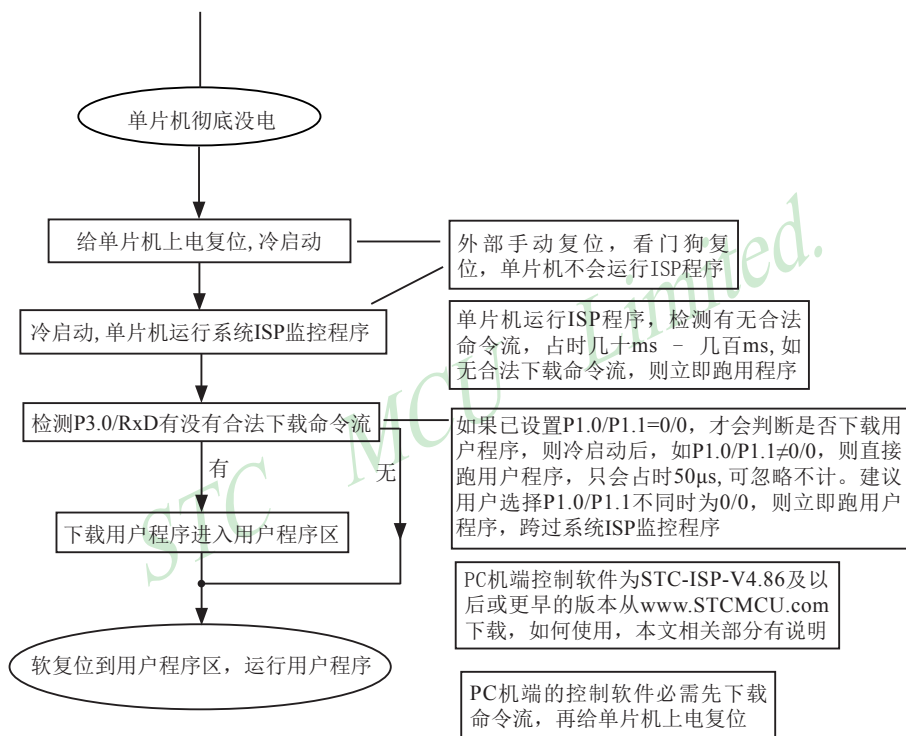 单片机彻底没电
给单片机上电复位,冷启动
外部手动复位，看门狗复
位，单片机不会运行ISP程序
冷启动,单片机运行系统ISP监控程序
单片机运行ISP程序，检测有无合法
命令流，占时几十ms － 几百ms,如
无合法下载命令流，则立即跑用程序
检测P3.0/RxD有没有合法下载命令流
有
无
如果已设置P1.0/P1.1=0/0，才会判断是否下载用
户程序，则冷启动后，如P1.0/P1.1≠0/0，则直接
跑用户程序，只会占时50μs,可忽略不计。建议
用户选择P1.0/P1.1不同时为0/0，则立即跑用户
程序，跨过系统ISP监控程序
下载用户程序进入用户程序区
PC机端控制软件为STC-ISP-V4.86及以
后或更早的版本从www.STCMCU.com
下载，如何使用，本文相关部分有说明
软复位到用户程序区，运行用户程序
PC机端的控制软件必需先下载
命令流，再给单片机上电复位
STC MCU Limited.